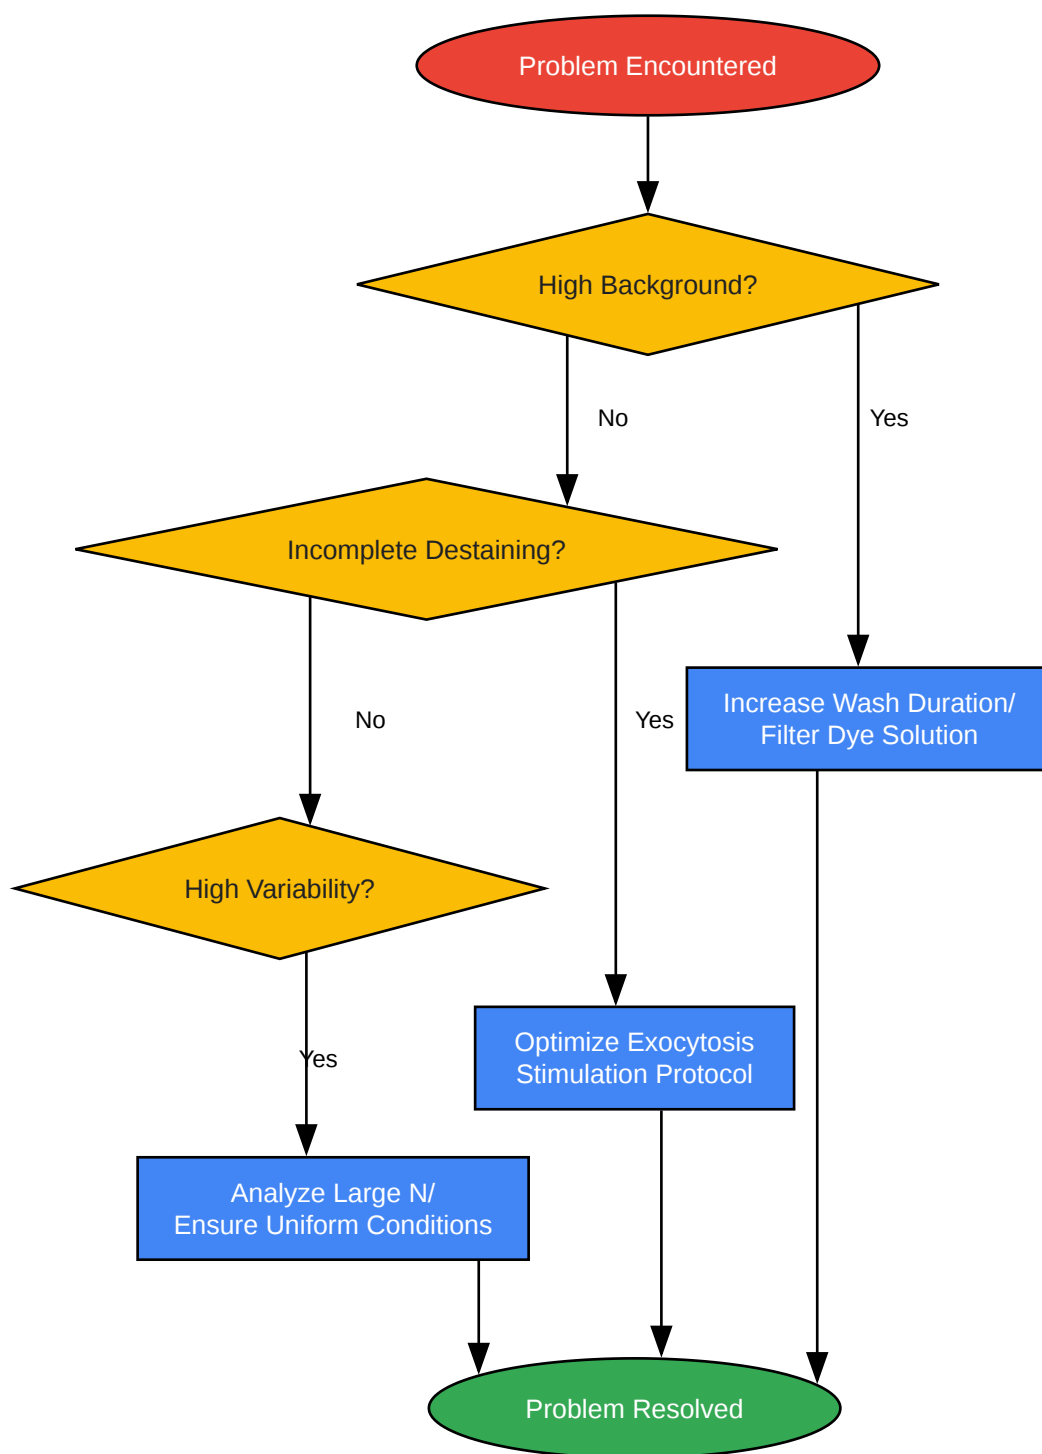 Problem Encountered
High Background?
No
Yes
Incomplete Destaining?
No
Yes
Increase Wash Duration/
Filter Dye Solution
High Variability?
Yes
Optimize Exocytosis
Stimulation Protocol
Analyze Large N/
Ensure Uniform Conditions
Problem Resolved